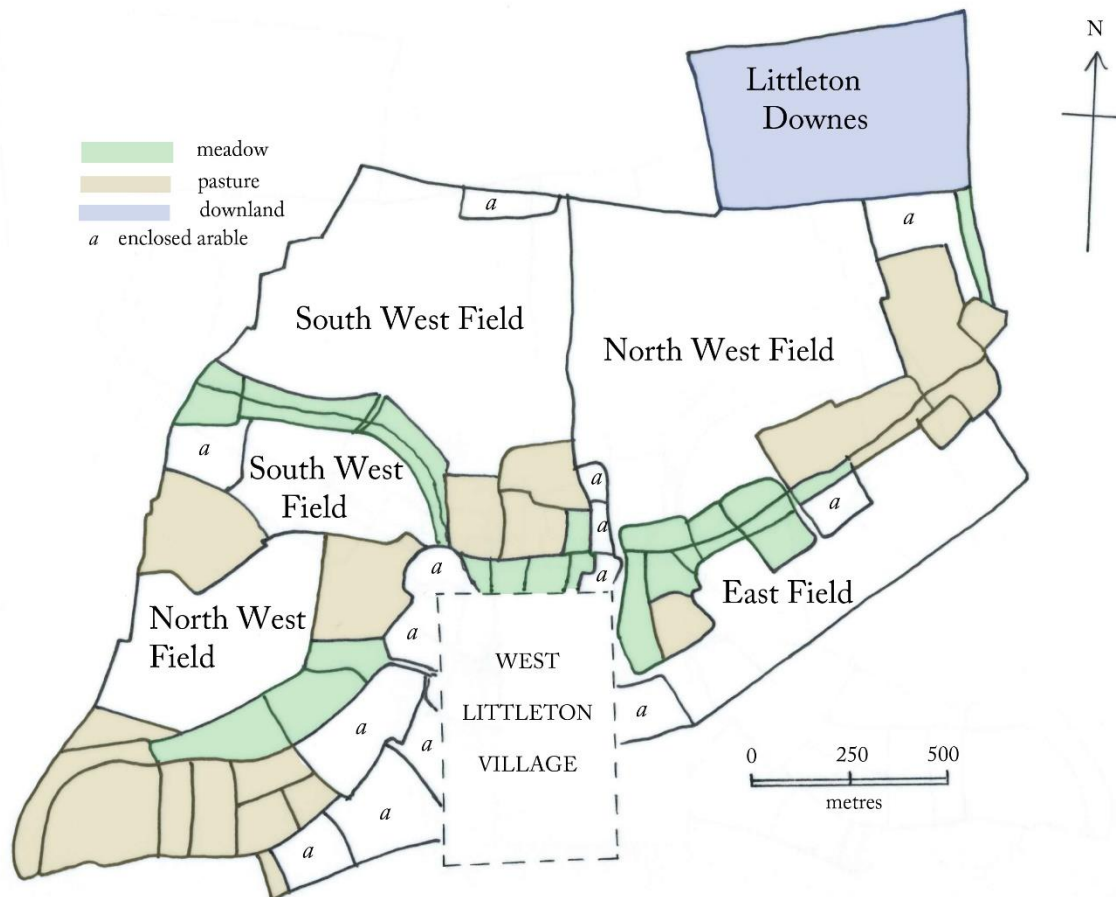 N
Littleton
Downes
meadow
pasture
downland
a enclosed arable
a
a
South West Field
North West Field
a
South West
Field
a
a
a
a
a
East Field
a
North West
Field
a
WEST
LITTLETON
VILLAGE
a
a
a
0 250 500
metres
a
a